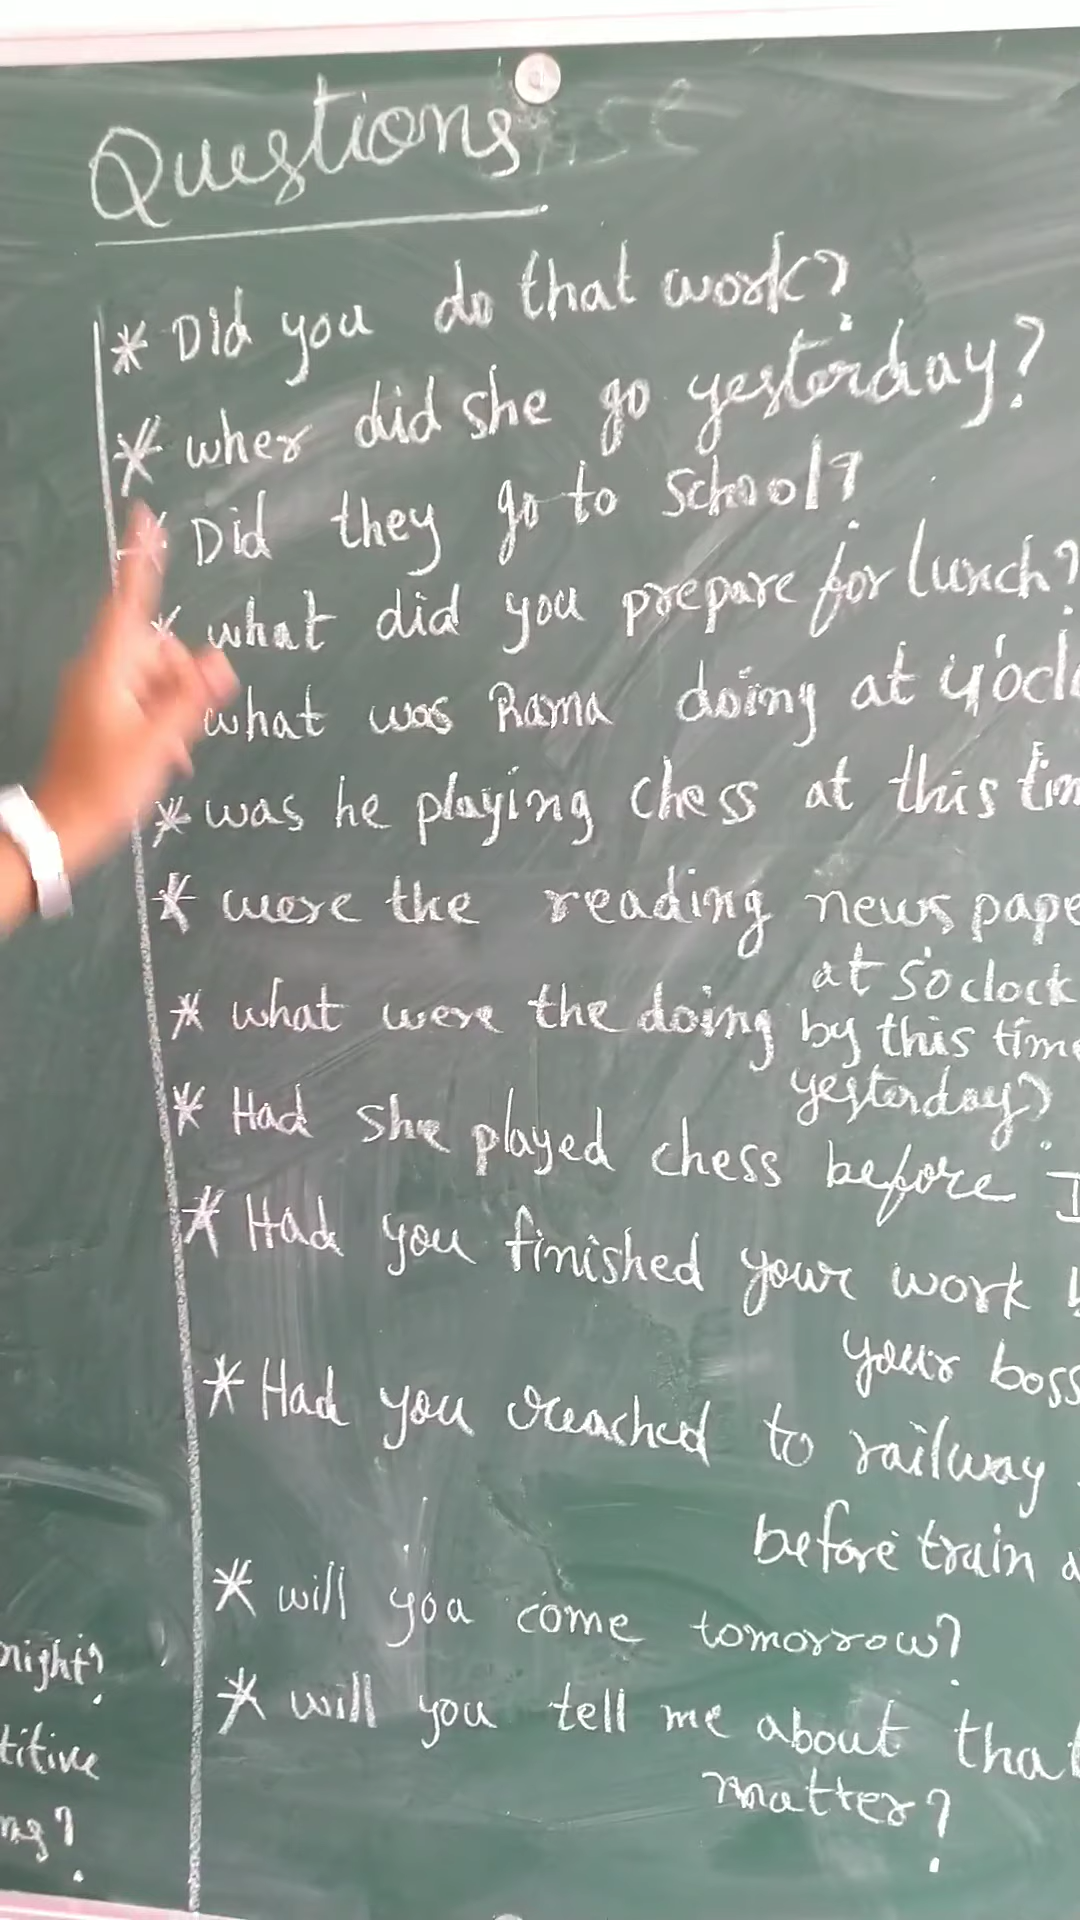 Questions
* Did you do that work?
* wher did she go yesterday?
* Did they go to school?
* what did you prepare for lunch?
what was Rama doing at 4'ocl
* was he playing chess at this tim
* were the reading news pape
at 5'oclock
* what were the doing by this time
yesterday?
* Had she played chess before I
* Had you finished your work
your boss
* Had you reached to railway
before train a
* will you come tomorrow?
* will you tell me about that
matter?
night?
titive
ng?